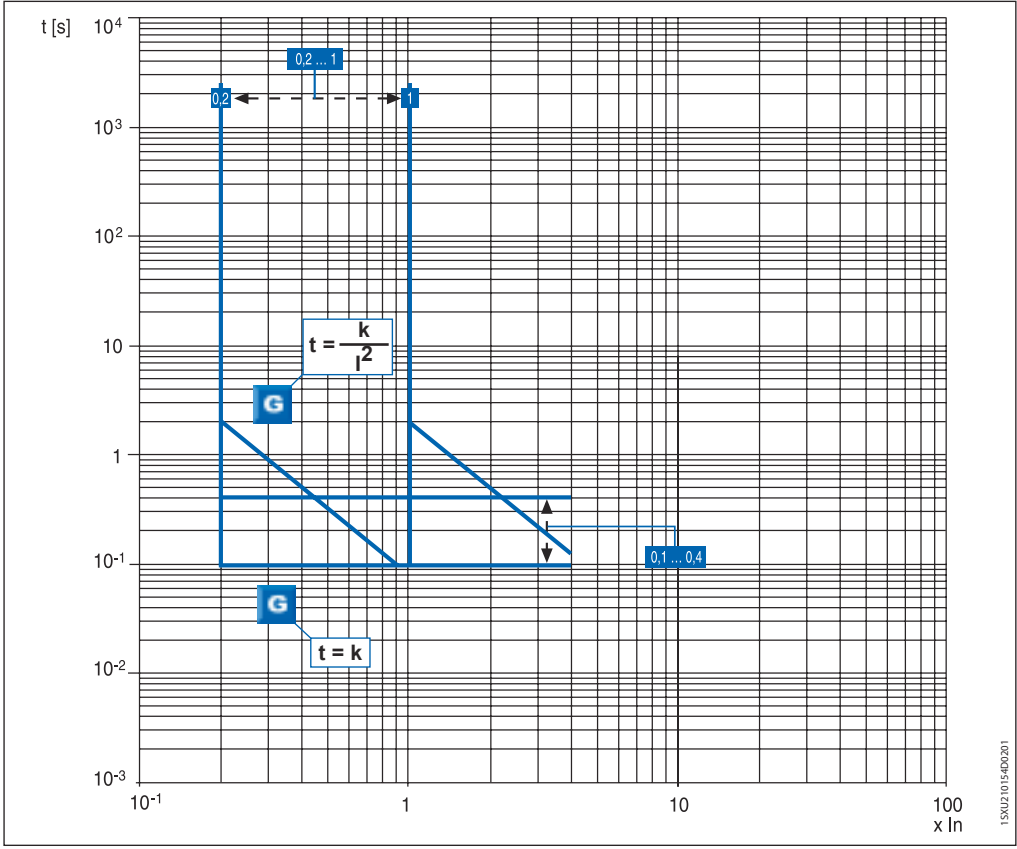 t [s]
10⁴
0,2 ... 1
0,2
1
10³
10²
t = k / I²
10
G
1
0,1 ... 0,4
10⁻¹
G
t = k
10⁻²
10⁻³
10⁻¹
1
10
100
x In
1SXU210154D0201